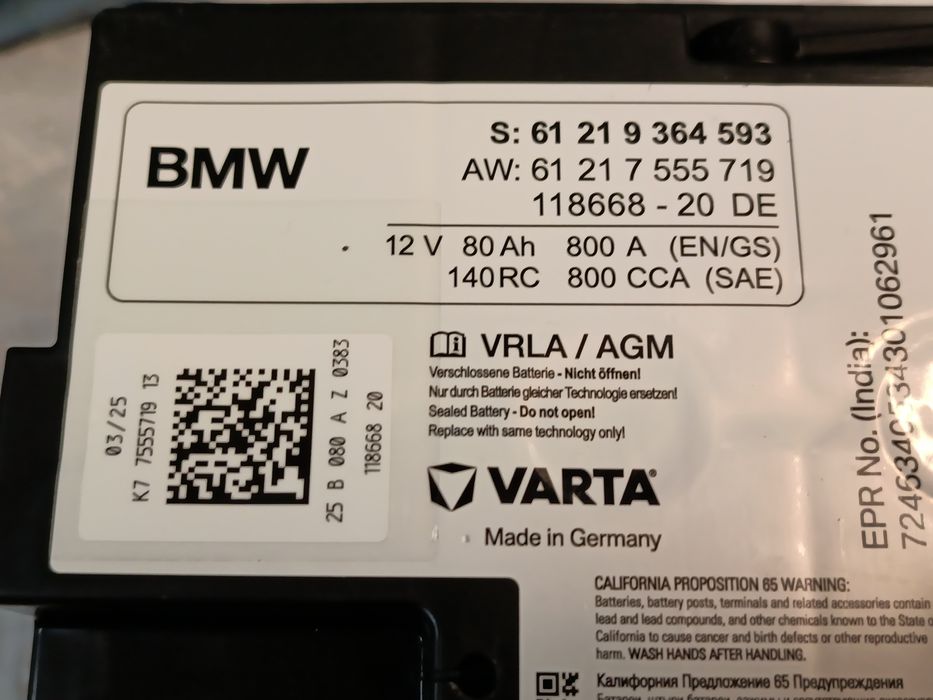 BMW
S: 61 21 9 364 593
AW: 61 21 7 555 719
118668 - 20 DE
12 V 80 Ah 800 A (EN/GS)
140 RC 800 CCA (SAE)
03/25
K7 7555719 13
25 B 080 A Z 0383
118668 20
VRLA / AGM
Verschlossene Batterie - Nicht öffnen!
Nur durch Batterie gleicher Technologie ersetzen!
Sealed Battery - Do not open!
Replace with same technology only!
VARTA®
Made in Germany
EPR No. (India):
CALIFORNIA PROPOSITION 65 WARNING:
Batteries, battery posts, terminals and related accessories contain
lead and lead compounds, and other chemicals known to the State
California to cause cancer and birth defects or other reproductive
harm. WASH HANDS AFTER HANDLING.
Калифорния Предложение 65 Предупреждения